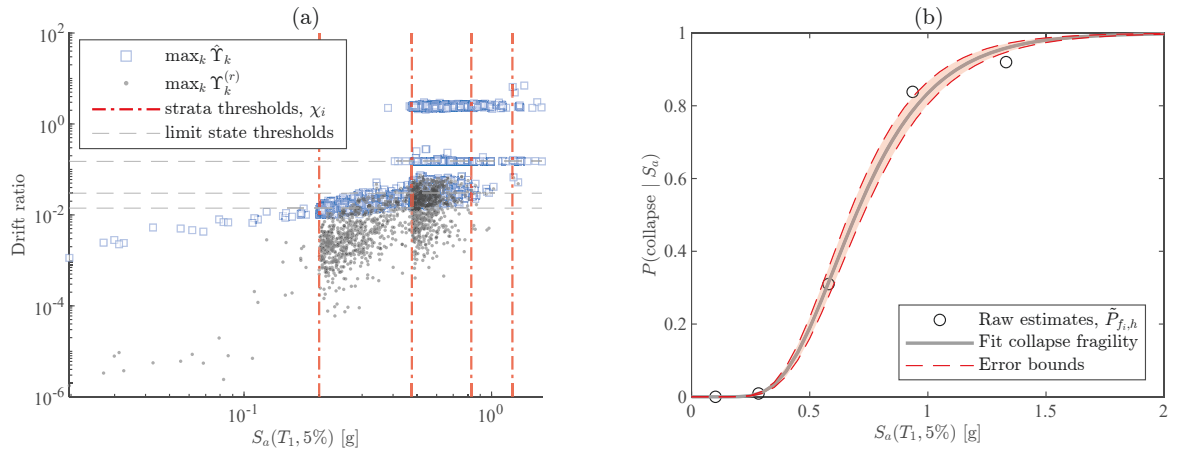 (a)
10^2
10^0
10^-2
10^-4
10^-6
Drift ratio
max_k Υ̂_k
max_k Υ_k^(r)
strata thresholds, χ_i
limit state thresholds
10^-1
10^0
S_a(T_1, 5%) [g]
(b)
1
0.8
0.6
0.4
0.2
0
P(collapse | S_a)
Raw estimates, P̃_{f_i,h}
Fit collapse fragility
Error bounds
0
0.5
1
1.5
2
S_a(T_1, 5%) [g]